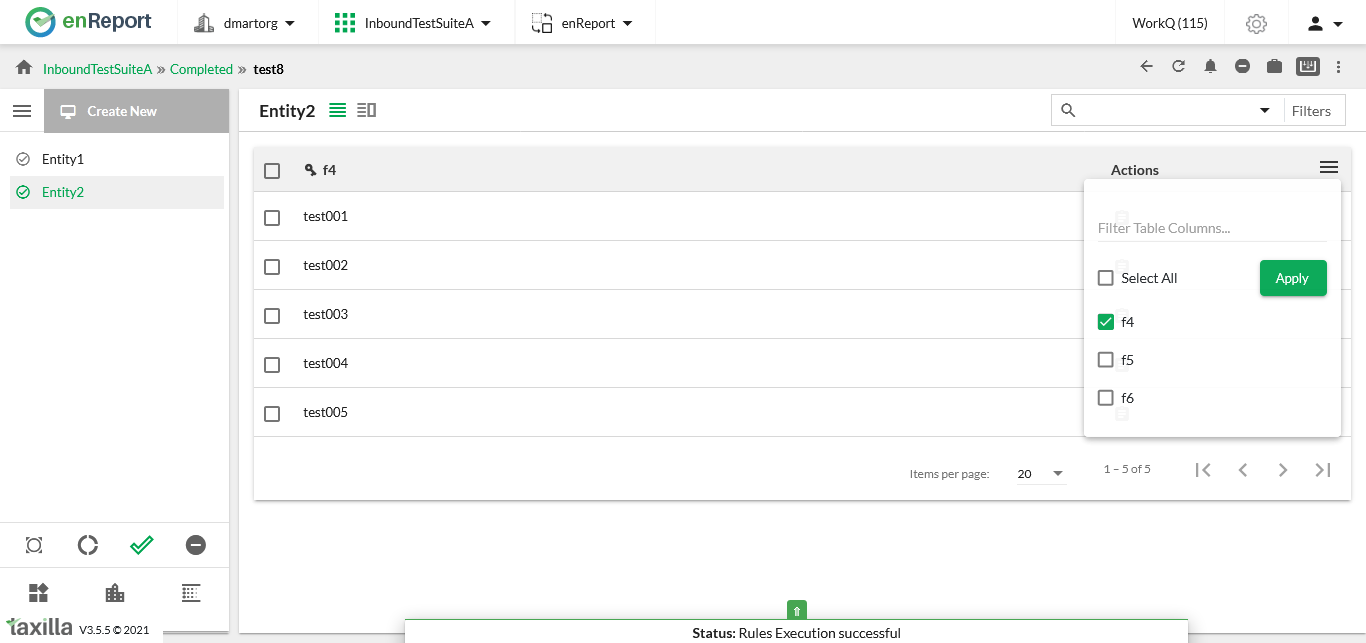 enReport dmartorg InboundTestSuiteA enReport WorkQ (115)
InboundTestSuiteA » Completed » test8
Create New
Entity1
Entity2
Entity2 Filters
f4 Actions
test001
test002
test003
test004
test005
Filter Table Columns...
Select All Apply
f4
f5
f6
Items per page: 20 1 – 5 of 5
taxilla V3.5.5 © 2021
Status: Rules Execution successful